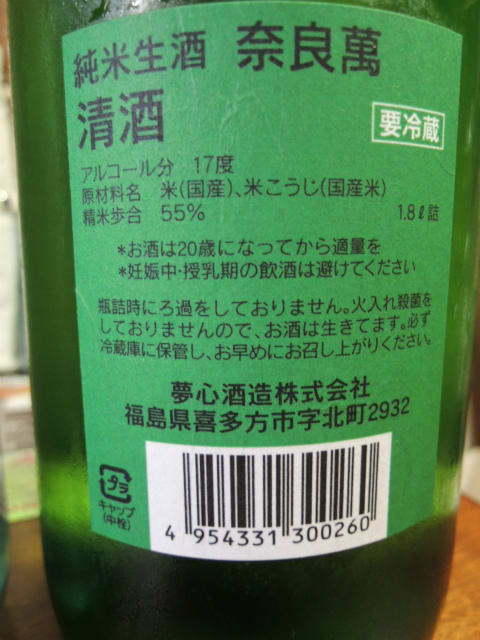 純米生酒 奈良萬
清酒
要冷蔵
アルコール分 17度
原材料名 米(国産)、米こうじ(国産米)
精米歩合 55%
1.8ℓ詰
*お酒は20歳になってから適量を
*妊娠中・授乳期の飲酒は避けてください
瓶詰時にろ過をしておりません。火入れ殺菌を
しておりませんので、お酒は生きてます。必ず
冷蔵庫に保管し、お早めにお召し上がりください。
夢心酒造株式会社
福島県喜多方市字北町2932
プラ
キャップ
(中栓)
4 954331 300260